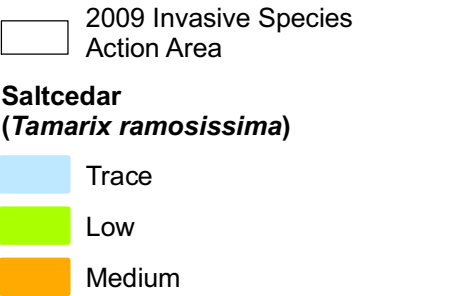 2009 Invasive Species
Action Area
Saltcedar
(Tamarix ramosissima)
Trace
Low
Medium